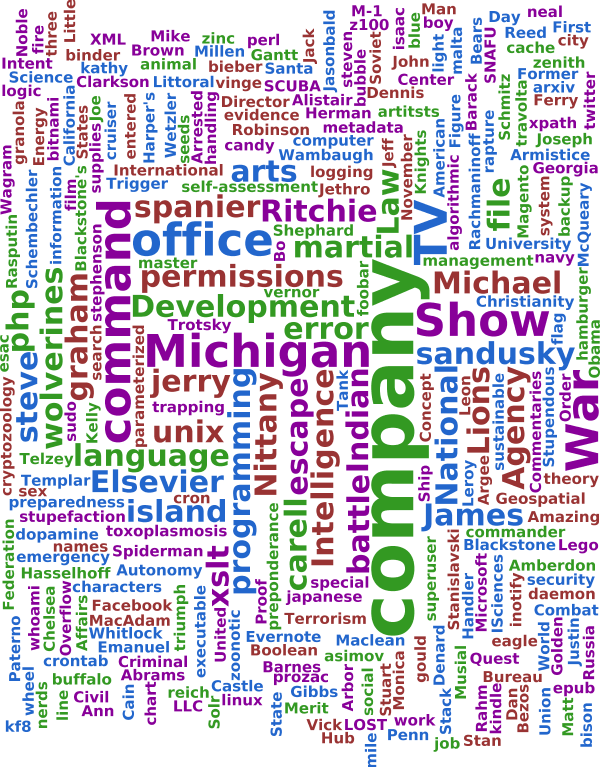 Noble
fire
three
Little
XML
Mike
zinc
perl
Jack
Jasonbald
steven
M-1
z100
isaac
blue
Man
boy
Day
neal
Reed
First
city
Intent
binder
Brown
Millen
Gantt
bubble
Soviet
light
malta
Bears
SNAFU
cache
zenith
Science
kathy
animal
bieber
Santa
John
Center
Former
arxiv
logic
Clarkson
Littoral
vinge
SCUBA
Dennis
Barack
Schmitz
travolta
Ferry
twitter
granola
Energy
bitnami
California
States
Joe
cruiser
entered
Harper's
Wetzler
seeds
Arrested
handling
Director
Alistair
evidence
Herman
artitsts
Robinson
metadata
Knights
American
Figure
rapture
xpath
Joseph
Wagram
film
supplies
candy
computer
Wambaugh
Jeff
November
algorithmic
Rachmaninoff
Armistice
Georgia
International
arts
logging
Law
TV
file
Magento
system
backup
McQueary
Trigger
self-assessment
Jethro
Rasputin
Schembechler
information
Blackstone's
stephenson
command
spanier
Ritchie
office
Shephard
Bo
martial
University
navy
management
master
permissions
foobar
Michael
vernor
Development
Christianity
hamburger
flag
Obama
php
wolverines
graham
search
Trotsky
error
company
Show
esac
steve
parameterized
Michigan
sandusky
cryptozoology
sudo
Kelly
jerry
trapping
programming
Nittany
escape
Intelligence
Tank
Indian
Concept
National
Leon
Lions
sustainable
Agency
Commentaries
Stupendous
Order
war
unix
Telzey
language
Argee
Leroy
theory
sex
Templar
Elsevier
Ship
Geospatial
preparedness
cron
island
carell
battle
James
Amazing
stupefaction
commander
dopamine
toxoplasmosis
preponderance
Blackstone
Lego
names
Spiderman
xslt
superuser
Stanislavski
emergency
Federation
Hasselhoff
Autonomy
special
Handler
Microsoft
ISciences
inotify
Amberdon
security
daemon
characters
japanese
Proof
whoami
Chelsea
Overflow
Affairs
Facebook
triumph
executable
United
zoonotic
Terrorism
Combat
MacAdam
Whitlock
Evernote
Maclean
gould
Denard
Musial
eagle
World
Golden
Justin
Russia
Paterno
Emanuel
Boolean
asimov
crontab
Criminal
Barnes
Arbor
social
Stuart
Monica
Quest
wheel
Abrams
prozac
Bureau
buffalo
reich
Castle
Gibbs
Stack
Rahm
kindle
Dan
Bezos
epub
nerds
line
Civil
chart
LLC
Solr
linux
State
Merit
Union
Matt
bison
Ann
Cain
kf8
Vick
LOST
work
Hub
mile
Penn
job
Stan